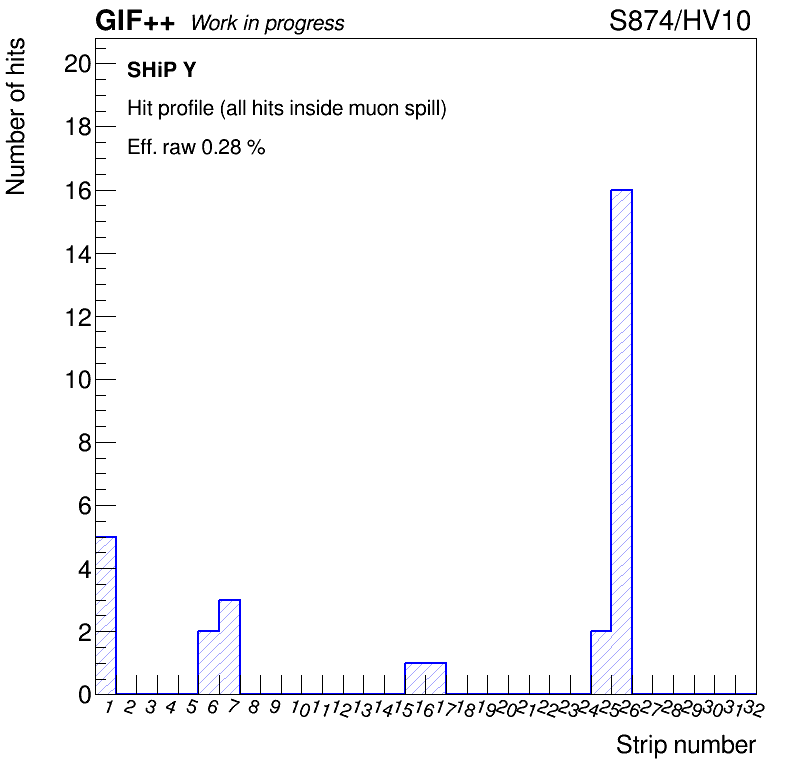 GIF++ Work in progress S874/HV10
Number of hits
SHiP Y
Hit profile (all hits inside muon spill)
Eff. raw 0.28 %
20
18
16
14
12
10
8
6
4
2
0
1 2 3 4 5 6 7 8 9 10 11 12 13 14 15 16 17 18 19 20 21 22 23 24 25 26 27 28 29 30 31 32
Strip number